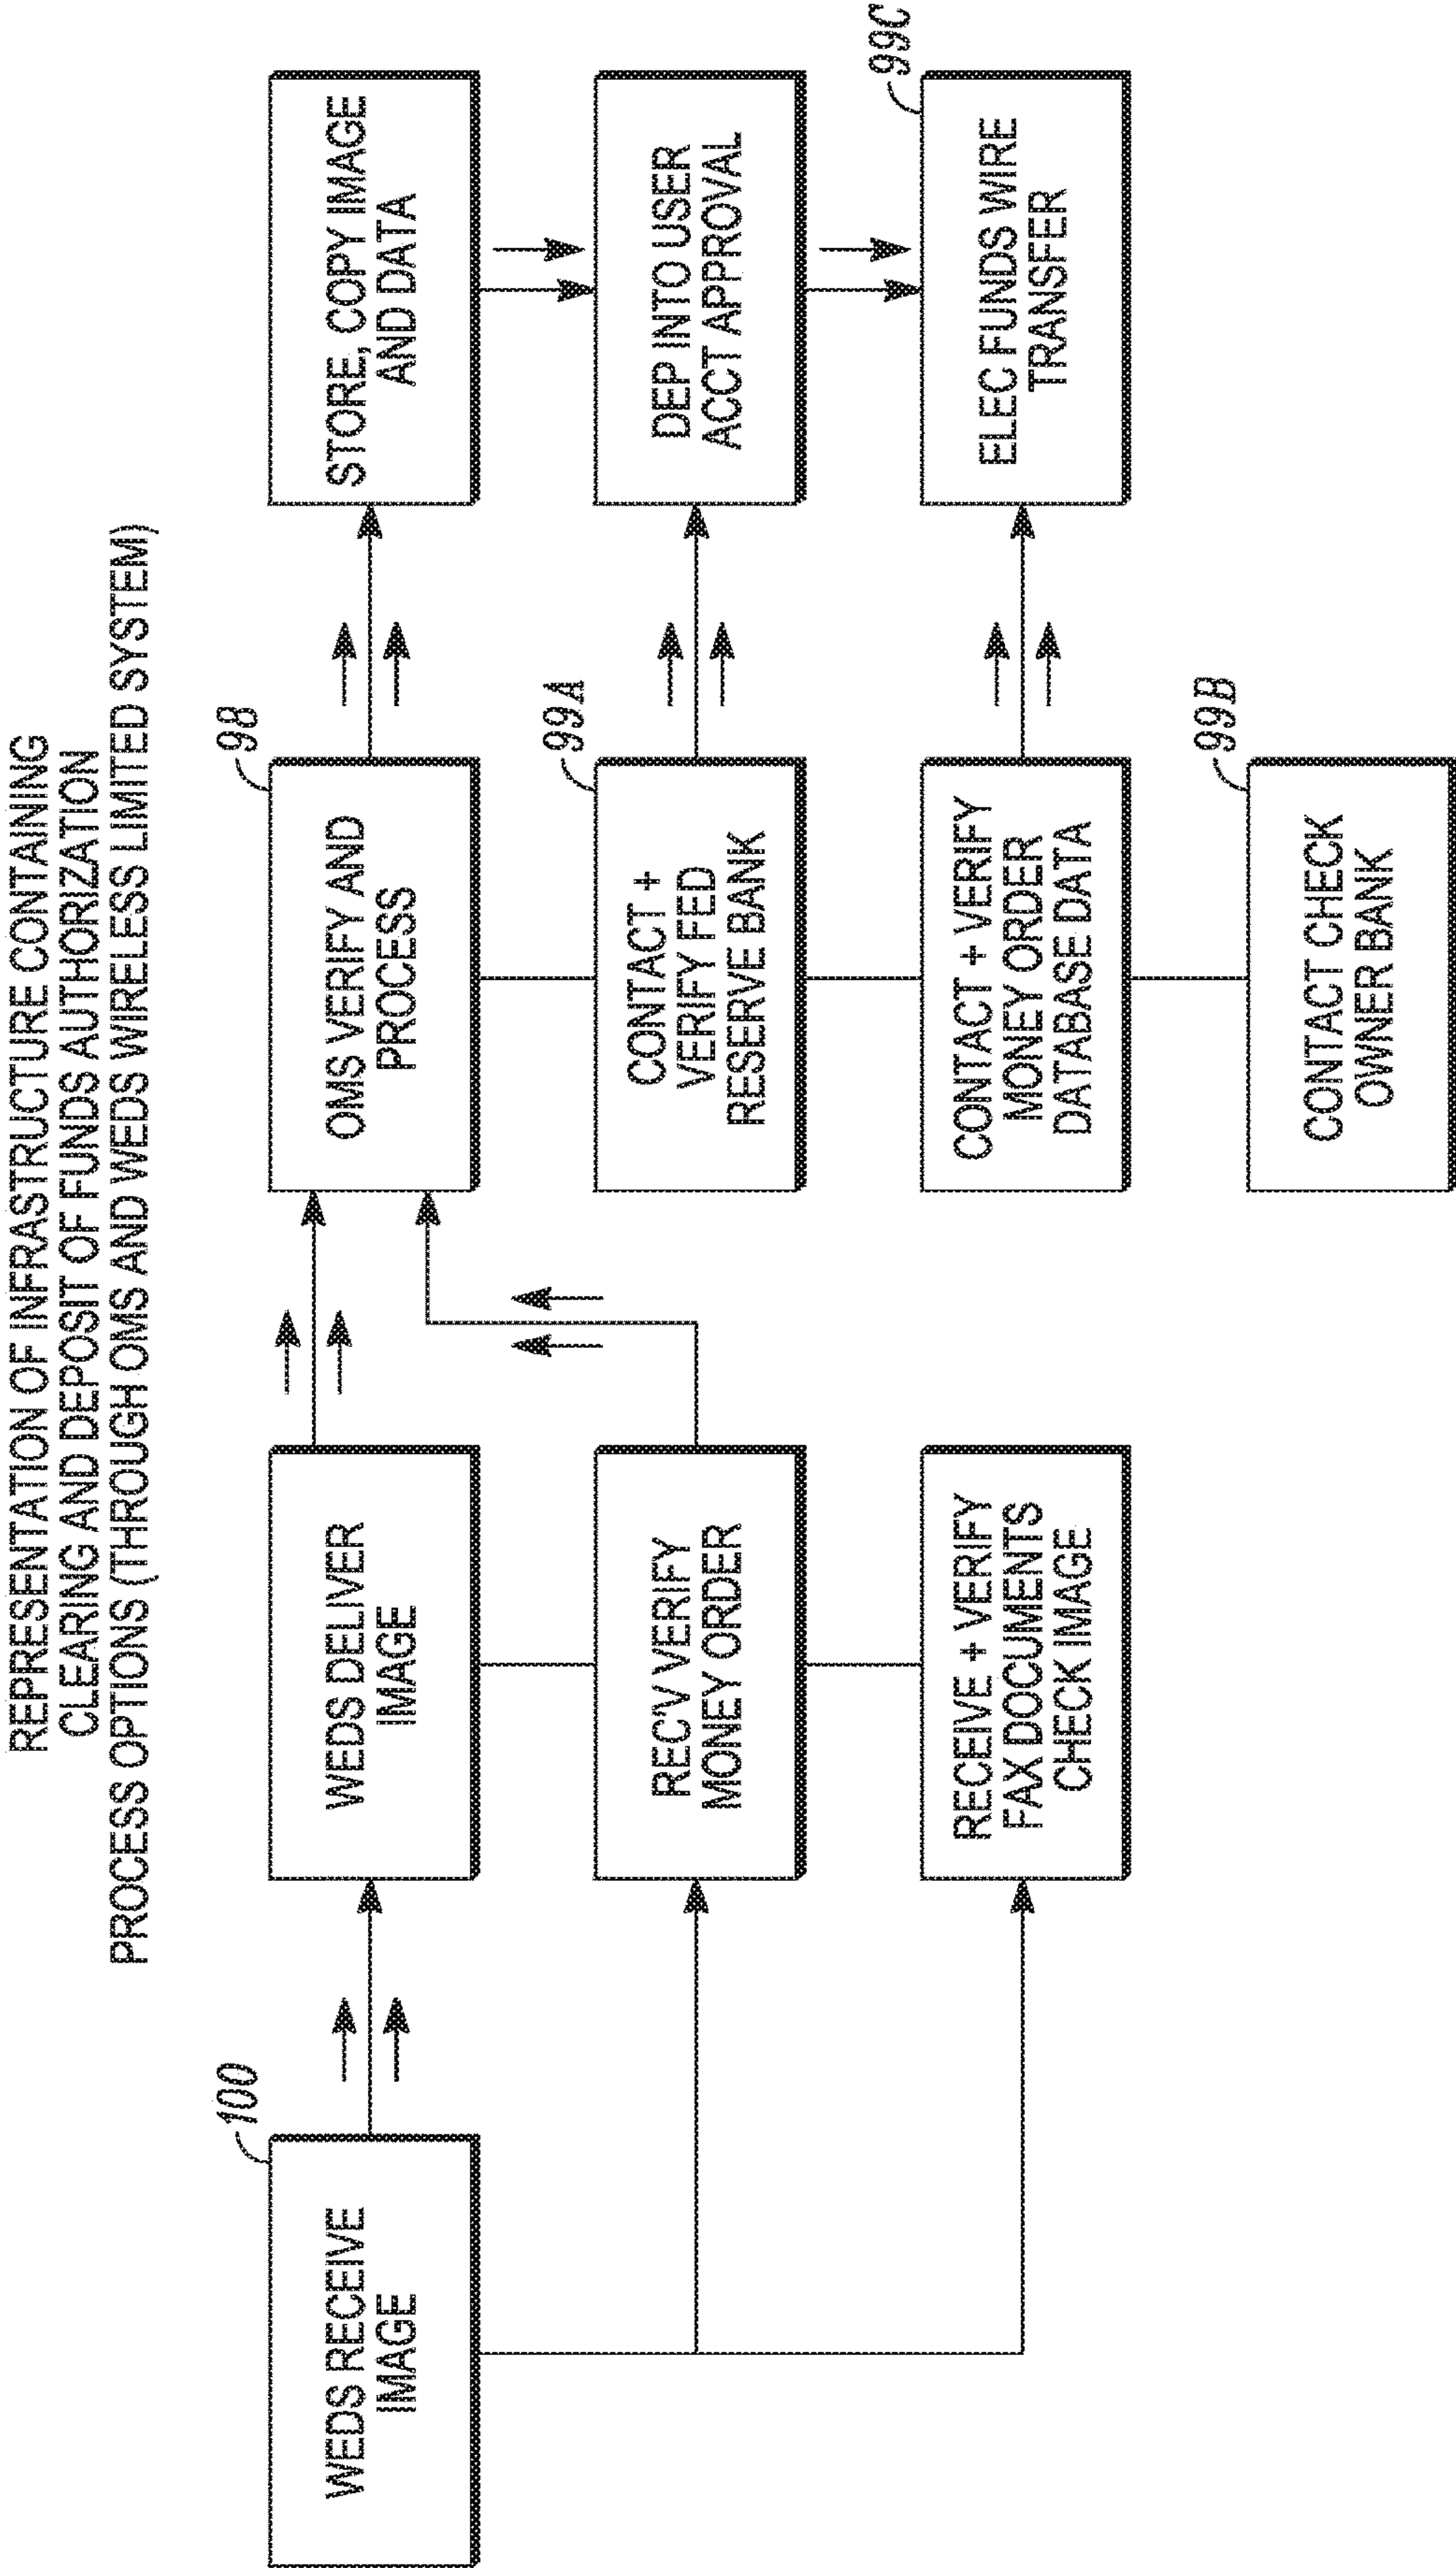 REPRESENTATION OF INFRASTRUCTURE CONTAINING
CLEARING AND DEPOSIT OF FUNDS AUTHORIZATION
PROCESS OPTIONS (THROUGH OMS AND WEDS WIRELESS LIMITED SYSTEM)
100
WEDS RECEIVE
IMAGE
WEDS DELIVER
IMAGE
98
OMS VERIFY AND
PROCESS
STORE, COPY IMAGE
AND DATA
REC'V VERIFY
MONEY ORDER
99A
CONTACT +
VERIFY FED
RESERVE BANK
DEP INTO USER
ACCT APPROVAL
RECEIVE + VERIFY
FAX DOCUMENTS
CHECK IMAGE
CONTACT + VERIFY
MONEY ORDER
DATABASE DATA
99C
ELEC FUNDS WIRE
TRANSFER
99B
CONTACT CHECK
OWNER BANK